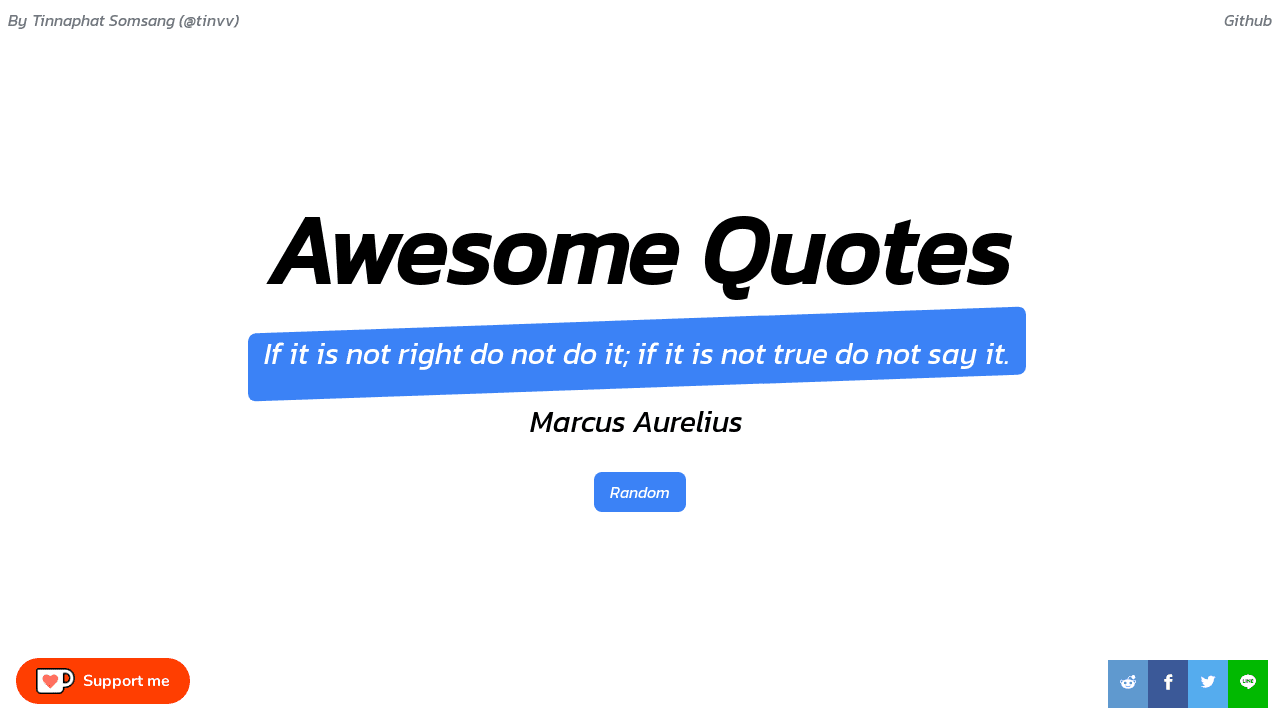 By Tinnaphat Somsang (@tinvv)
Github
Awesome Quotes
If it is not right do not do it; if it is not true do not say it.
Marcus Aurelius
Random
Support me
LINE